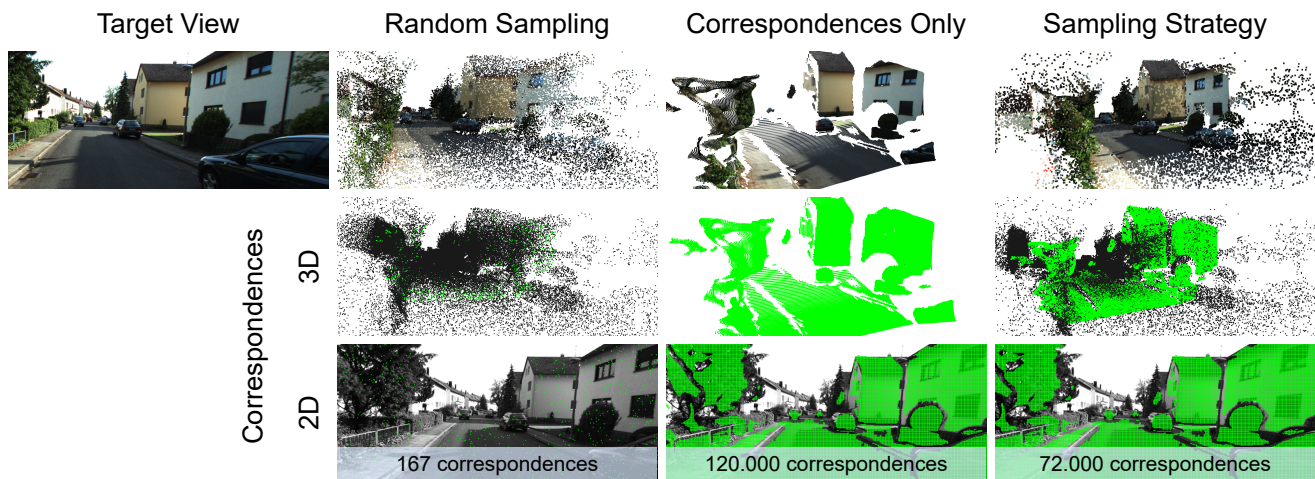 Target View
Random Sampling
Correspondences Only
Sampling Strategy
Correspondences
3D
2D
167 correspondences
120.000 correspondences
72.000 correspondences